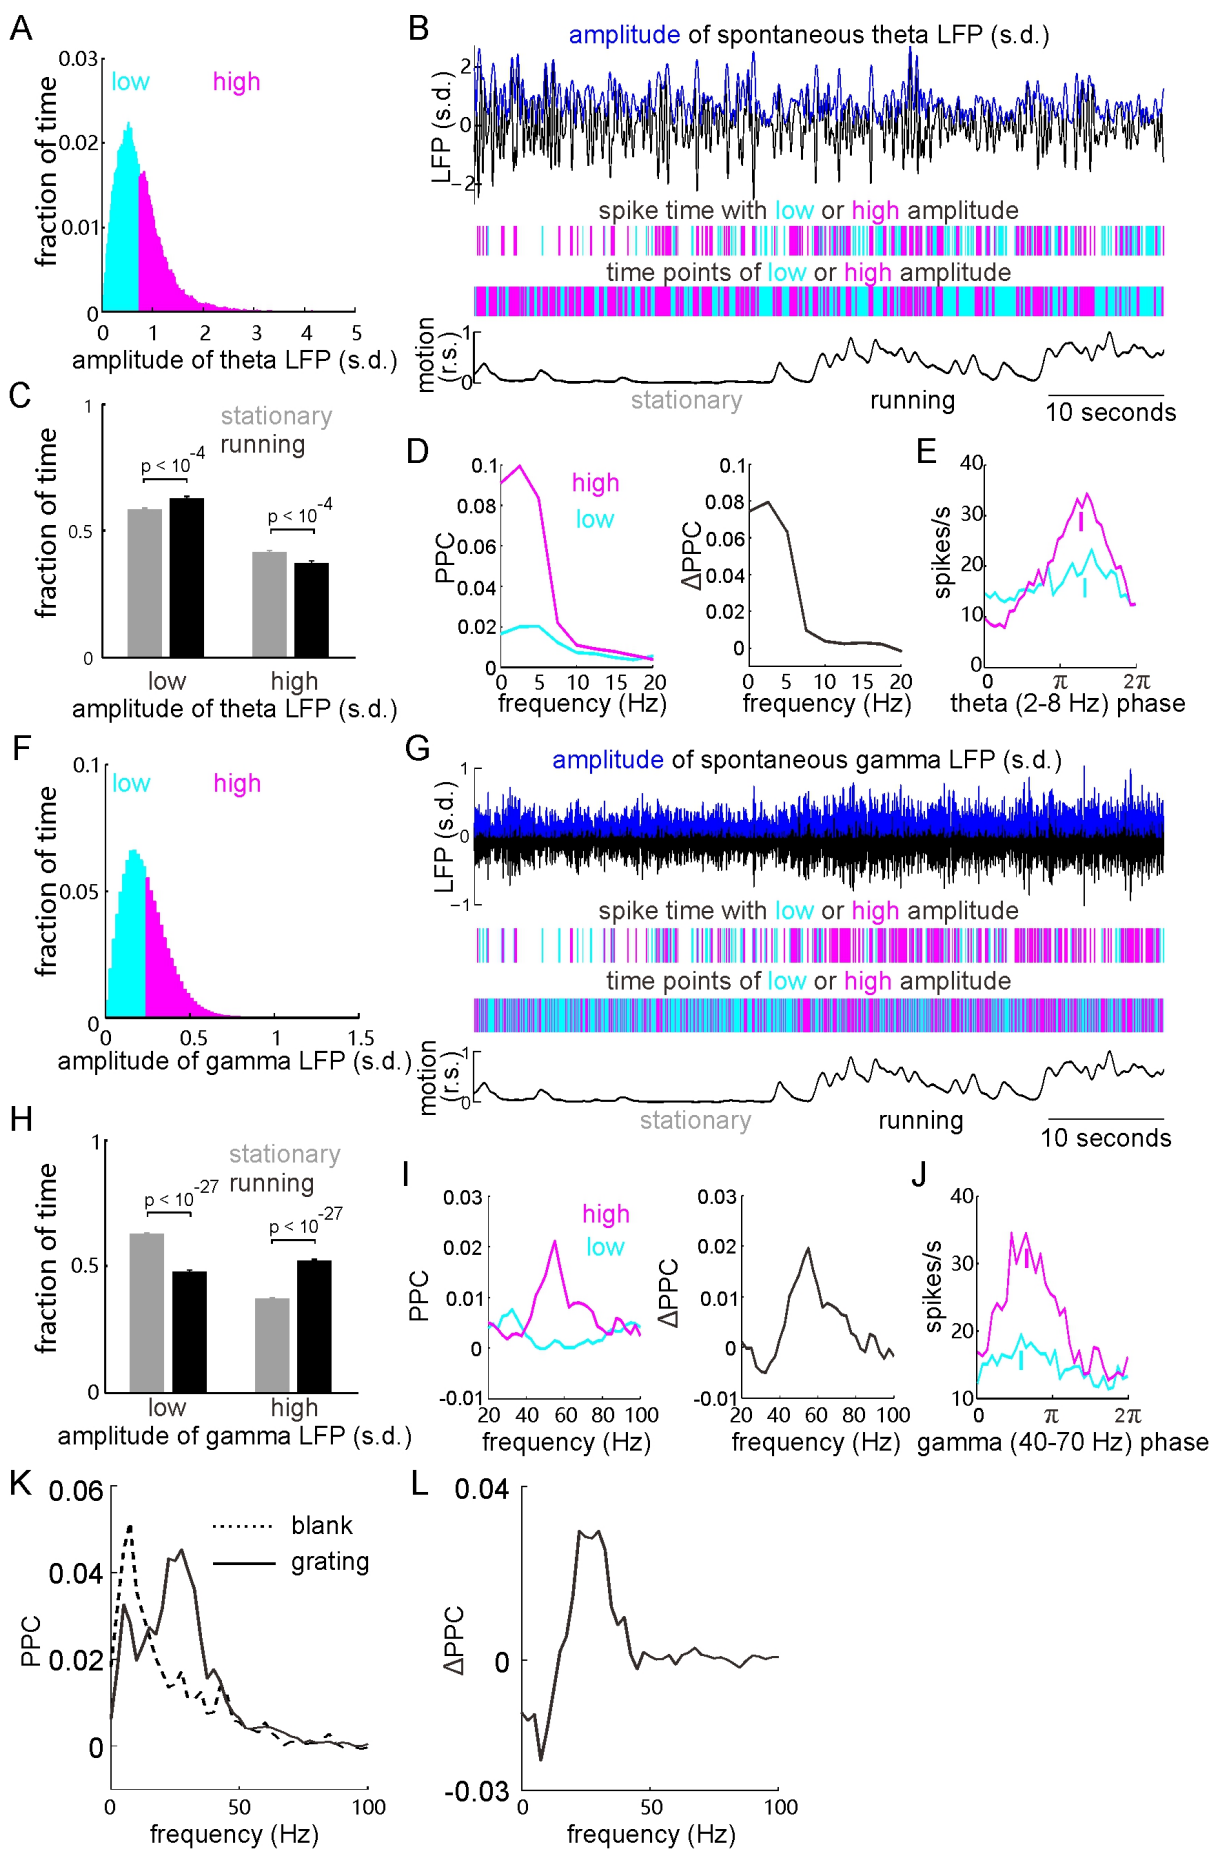 A
0.03
low high
0.02
0.01
0
fraction of time
0 1 2 3 4 5
amplitude of theta LFP (s.d.)
B
amplitude of spontaneous theta LFP (s.d.)
2
0
−2
LFP (s.d.)
spike time with low or high amplitude
time points of low or high amplitude
1
0
motion
(r.s.)
stationary
running
10 seconds
C
1
0.5
0
fraction of time
stationary
running
p < 10-4
p < 10-4
low high
amplitude of theta LFP (s.d.)
D
0.1
0.08
0.06
0.04
0.02
0
PPC
high
low
0 5 10 15 20
frequency (Hz)
0.1
0.08
0.06
0.04
0.02
0
ΔPPC
0 5 10 15 20
frequency (Hz)
E
40
30
20
10
0
spikes/s
0 π 2π
theta (2-8 Hz) phase
F
0.1
low high
0.05
0
fraction of time
0 0.5 1 1.5
amplitude of gamma LFP (s.d.)
G
amplitude of spontaneous gamma LFP (s.d.)
1
0
−1
LFP (s.d.)
spike time with low or high amplitude
time points of low or high amplitude
1
0
motion
(r.s.)
stationary
running
10 seconds
H
1
0.5
0
fraction of time
stationary
running
p < 10-27
p < 10-27
low high
amplitude of gamma LFP (s.d.)
I
0.03
0.02
0.01
0
-0.01
PPC
high
low
20 40 60 80 100
frequency (Hz)
0.03
0.02
0.01
0
-0.01
ΔPPC
20 40 60 80 100
frequency (Hz)
J
40
30
20
10
spikes/s
0 π 2π
gamma (40-70 Hz) phase
K
0.06
0.04
0.02
0
PPC
blank
grating
0 50 100
frequency (Hz)
L
0.04
0
-0.03
ΔPPC
0 50 100
frequency (Hz)